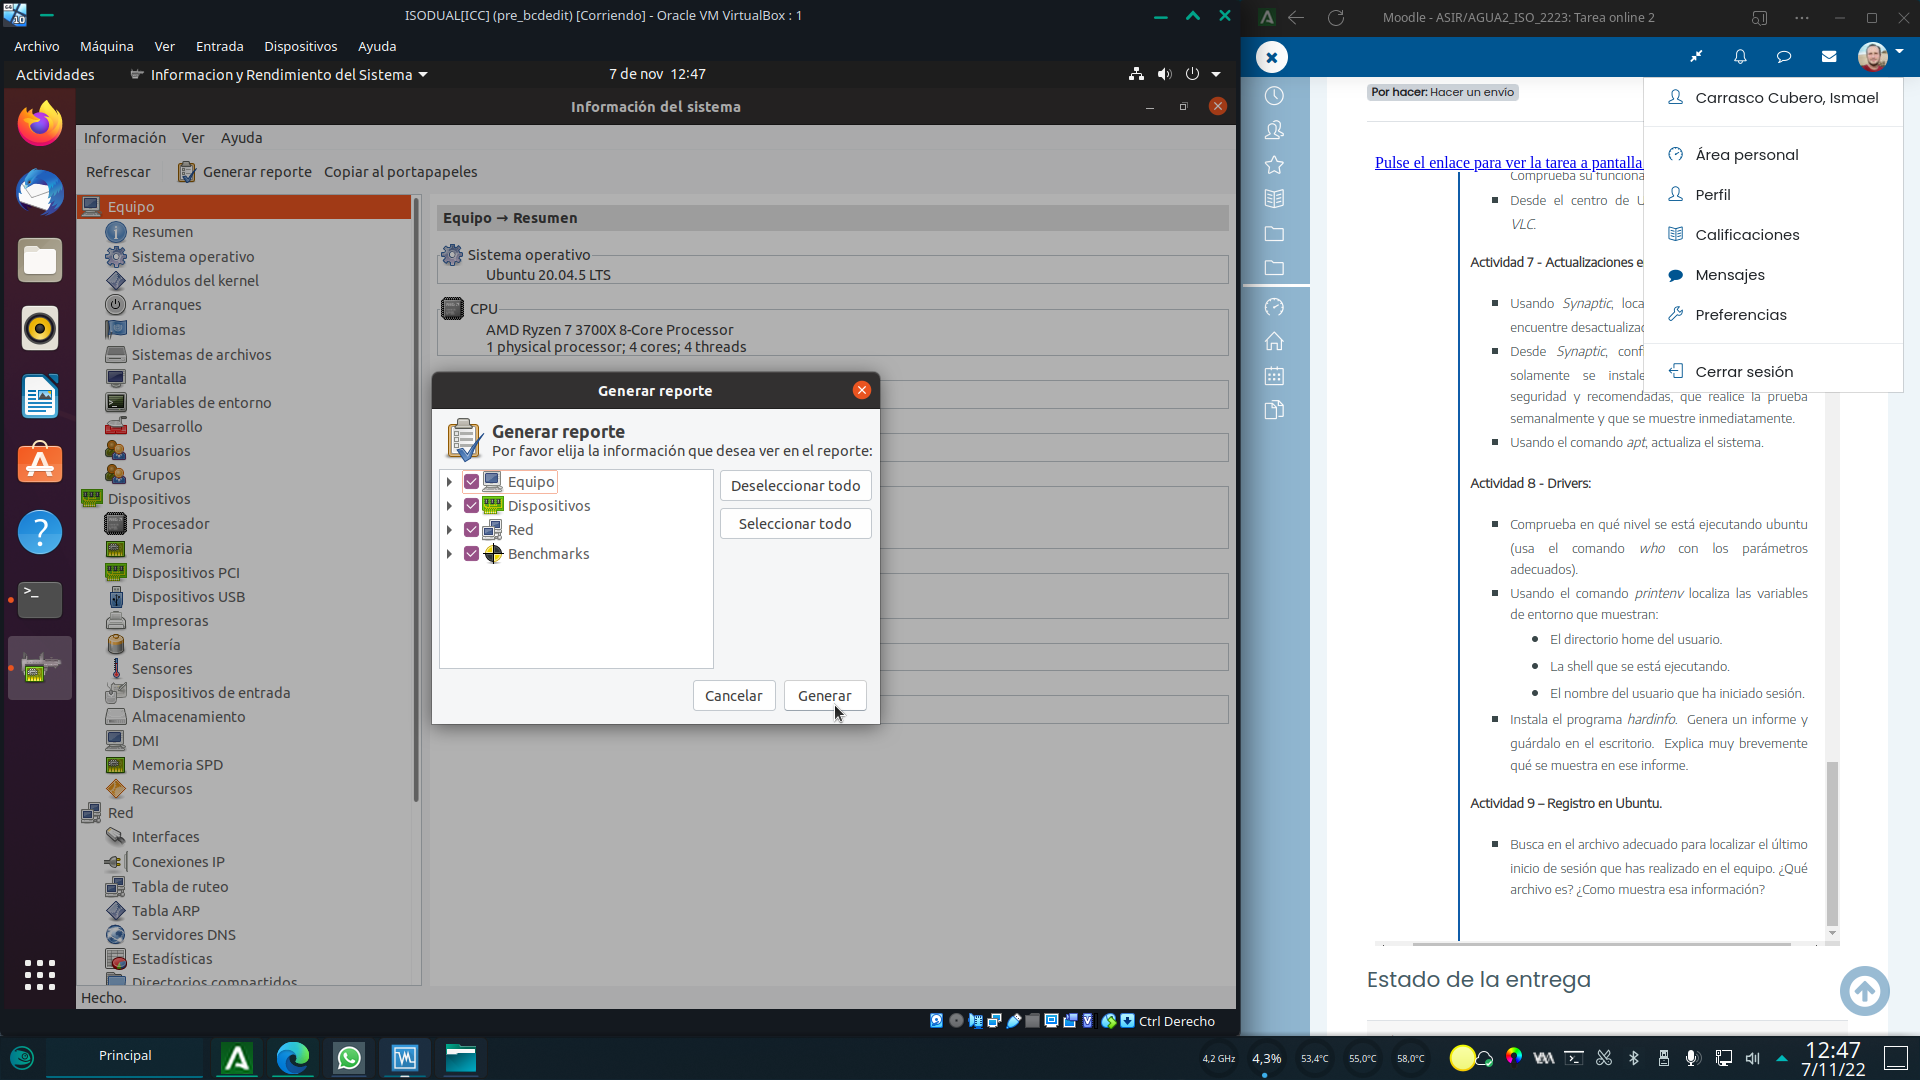 ISODUAL[ICC] (pre_bcdedit) [Corriendo] - Oracle VM VirtualBox : 1
Archivo Máquina Ver Entrada Dispositivos Ayuda
Actividades Informacion y Rendimiento del Sistema 7 de nov 12:47
Información del sistema
Información Ver Ayuda
Refrescar Generar reporte Copiar al portapapeles
Equipo
Resumen
Sistema operativo
Módulos del kernel
Arranques
Idiomas
Sistemas de archivos
Pantalla
Variables de entorno
Desarrollo
Usuarios
Grupos
Dispositivos
Procesador
Memoria
Dispositivos PCI
Dispositivos USB
Impresoras
Batería
Sensores
Dispositivos de entrada
Almacenamiento
DMI
Memoria SPD
Recursos
Red
Interfaces
Conexiones IP
Tabla de ruteo
Tabla ARP
Servidores DNS
Estadísticas
Directorios compartidos
Hecho.
Equipo → Resumen
Sistema operativo
Ubuntu 20.04.5 LTS
CPU
AMD Ryzen 7 3700X 8-Core Processor
1 physical processor; 4 cores; 4 threads
Generar reporte
Generar reporte
Por favor elija la información que desea ver en el reporte:
Equipo
Dispositivos
Red
Benchmarks
Deseleccionar todo
Seleccionar todo
Cancelar Generar
Ctrl Derecho
Moodle - ASIR/AGUA2_ISO_2223: Tarea online 2
Por hacer: Hacer un envío
Pulse el enlace para ver la tarea a pantalla
Comprueba su funciona
Desde el centro de U
VLC.
Actividad 7 - Actualizaciones e
Usando Synaptic, loca
encuentre desactualizad
Desde Synaptic, conf
solamente se instale
seguridad y recomendadas, que realice la prueba
semanalmente y que se muestre inmediatamente.
Usando el comando apt, actualiza el sistema.
Actividad 8 - Drivers:
Comprueba en qué nivel se está ejecutando ubuntu
(usa el comando who con los parámetros
adecuados).
Usando el comando printenv localiza las variables
de entorno que muestran:
El directorio home del usuario.
La shell que se está ejecutando.
El nombre del usuario que ha iniciado sesión.
Instala el programa hardinfo. Genera un informe y
guárdalo en el escritorio. Explica muy brevemente
qué se muestra en ese informe.
Actividad 9 – Registro en Ubuntu.
Busca en el archivo adecuado para localizar el último
inicio de sesión que has realizado en el equipo. ¿Qué
archivo es? ¿Como muestra esa información?
Estado de la entrega
Carrasco Cubero, Ismael
Área personal
Perfil
Calificaciones
Mensajes
Preferencias
Cerrar sesión
Principal
4,2 GHz 4,3% 53,4°C 55,0°C 58,0°C
12:47
7/11/22